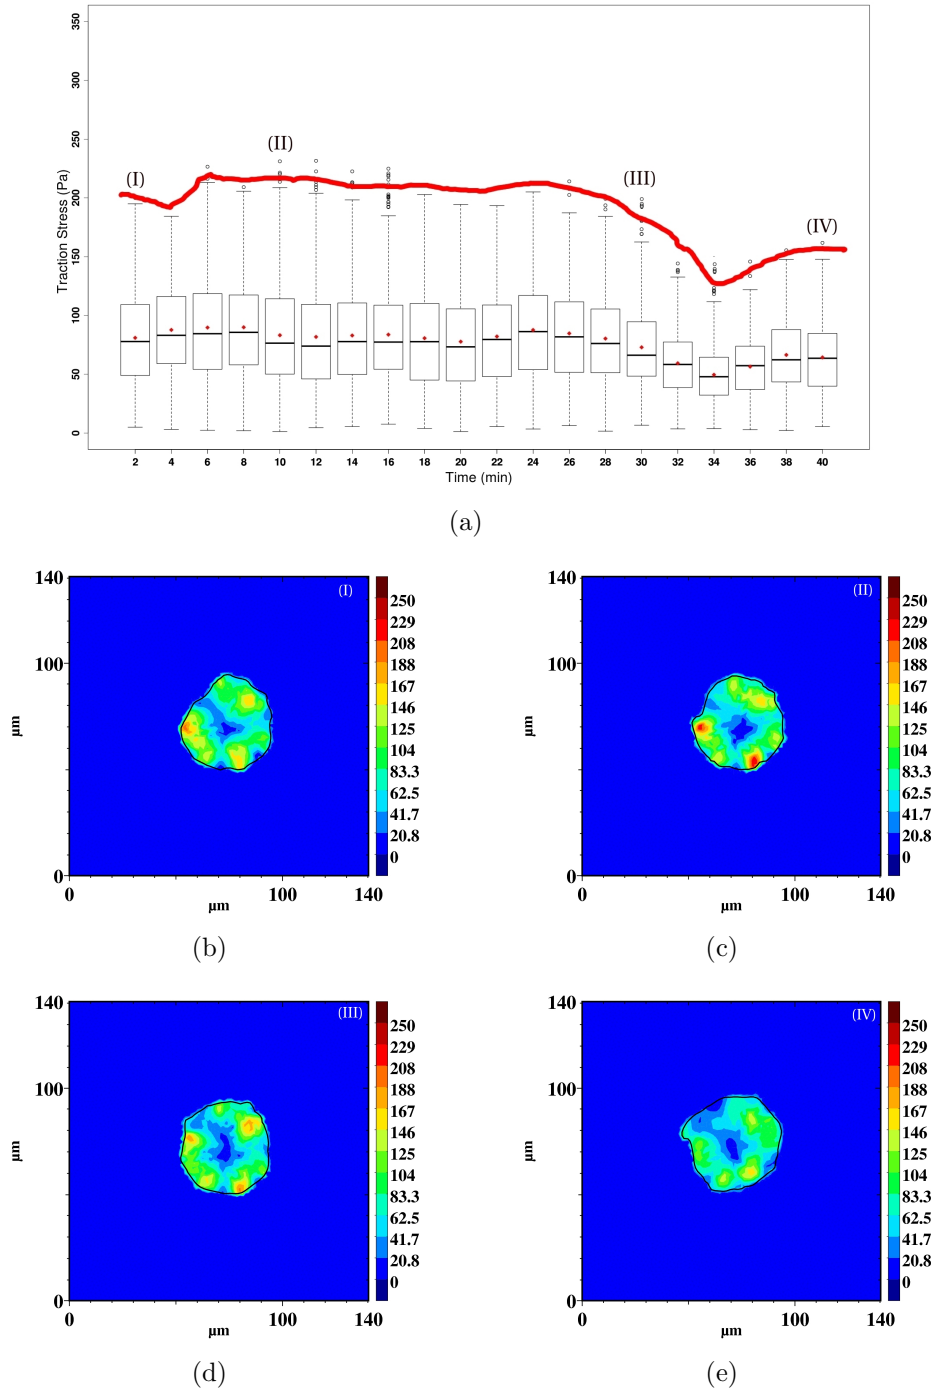 350
300
250
200
150
100
50
0
Traction Stress (Pa)
(I)
(II)
(III)
(IV)
2 4 6 8 10 12 14 16 18 20 22 24 26 28 30 32 34 36 38 40
Time (min)
(a)
140
100
0
µm
0 100 140
µm
(I)
250
229
208
188
167
146
125
104
83.3
62.5
41.7
20.8
0
(b)
140
100
0
µm
0 100 140
µm
(II)
250
229
208
188
167
146
125
104
83.3
62.5
41.7
20.8
0
(c)
140
100
0
µm
0 100 140
µm
(III)
250
229
208
188
167
146
125
104
83.3
62.5
41.7
20.8
0
(d)
140
100
0
µm
0 100 140
µm
(IV)
250
229
208
188
167
146
125
104
83.3
62.5
41.7
20.8
0
(e)